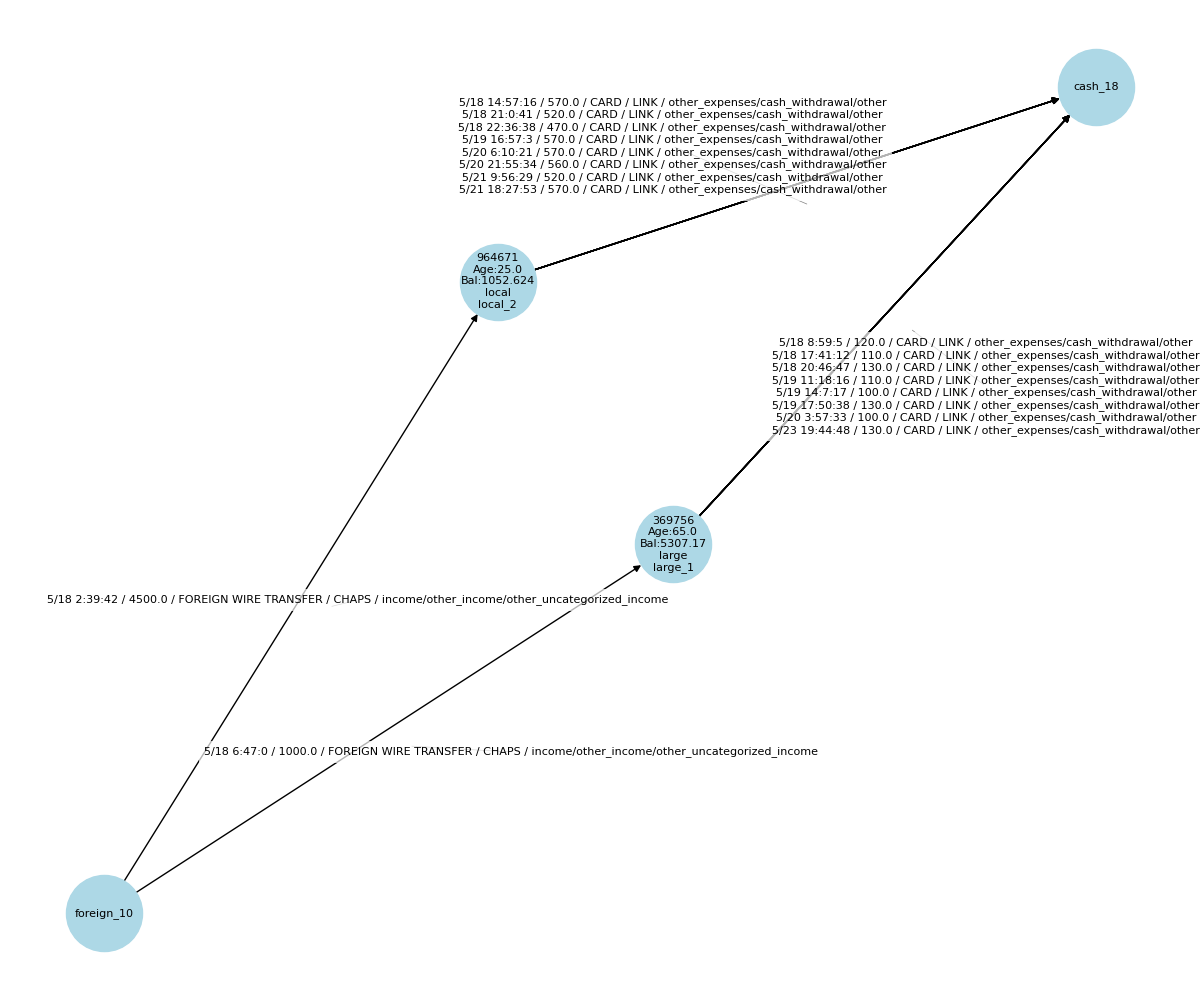 cash_18
5/18 14:57:16 / 570.0 / CARD / LINK / other_expenses/cash_withdrawal/other
5/18 21:0:41 / 520.0 / CARD / LINK / other_expenses/cash_withdrawal/other
5/18 22:36:38 / 470.0 / CARD / LINK / other_expenses/cash_withdrawal/other
5/19 16:57:3 / 570.0 / CARD / LINK / other_expenses/cash_withdrawal/other
5/20 6:10:21 / 570.0 / CARD / LINK / other_expenses/cash_withdrawal/other
5/20 21:55:34 / 560.0 / CARD / LINK / other_expenses/cash_withdrawal/other
5/21 9:56:29 / 520.0 / CARD / LINK / other_expenses/cash_withdrawal/other
5/21 18:27:53 / 570.0 / CARD / LINK / other_expenses/cash_withdrawal/other
964671
Age:25.0
Bal:1052.624
local
local_2
5/18 8:59:5 / 120.0 / CARD / LINK / other_expenses/cash_withdrawal/other
5/18 17:41:12 / 110.0 / CARD / LINK / other_expenses/cash_withdrawal/other
5/18 20:46:47 / 130.0 / CARD / LINK / other_expenses/cash_withdrawal/other
5/19 11:18:16 / 110.0 / CARD / LINK / other_expenses/cash_withdrawal/other
5/19 14:7:17 / 100.0 / CARD / LINK / other_expenses/cash_withdrawal/other
5/19 17:50:38 / 130.0 / CARD / LINK / other_expenses/cash_withdrawal/other
5/20 3:57:33 / 100.0 / CARD / LINK / other_expenses/cash_withdrawal/other
5/23 19:44:48 / 130.0 / CARD / LINK / other_expenses/cash_withdrawal/other
369756
Age:65.0
Bal:5307.17
large
large_1
5/18 2:39:42 / 4500.0 / FOREIGN WIRE TRANSFER / CHAPS / income/other_income/other_uncategorized_income
5/18 6:47:0 / 1000.0 / FOREIGN WIRE TRANSFER / CHAPS / income/other_income/other_uncategorized_income
foreign_10